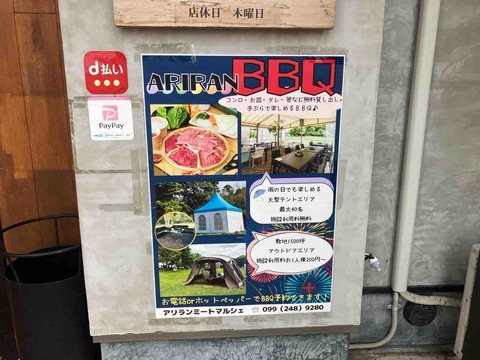 店休日　木曜日
d払い
PayPay
ARIRAN BBQ
コンロ・お皿・タレ・箸など無料貸し出し・
手ぶらで楽しめるBBQ♪
雨の日でも楽しめる
大型テントエリア
最大40名
施設利用料無料
敷地1500坪
アウトドアエリア
施設利用料お1人様200円～
お電話orホットペッパーでBBQ予約できます!
アリランミートマルシェ ☎ 099 (248) 9280